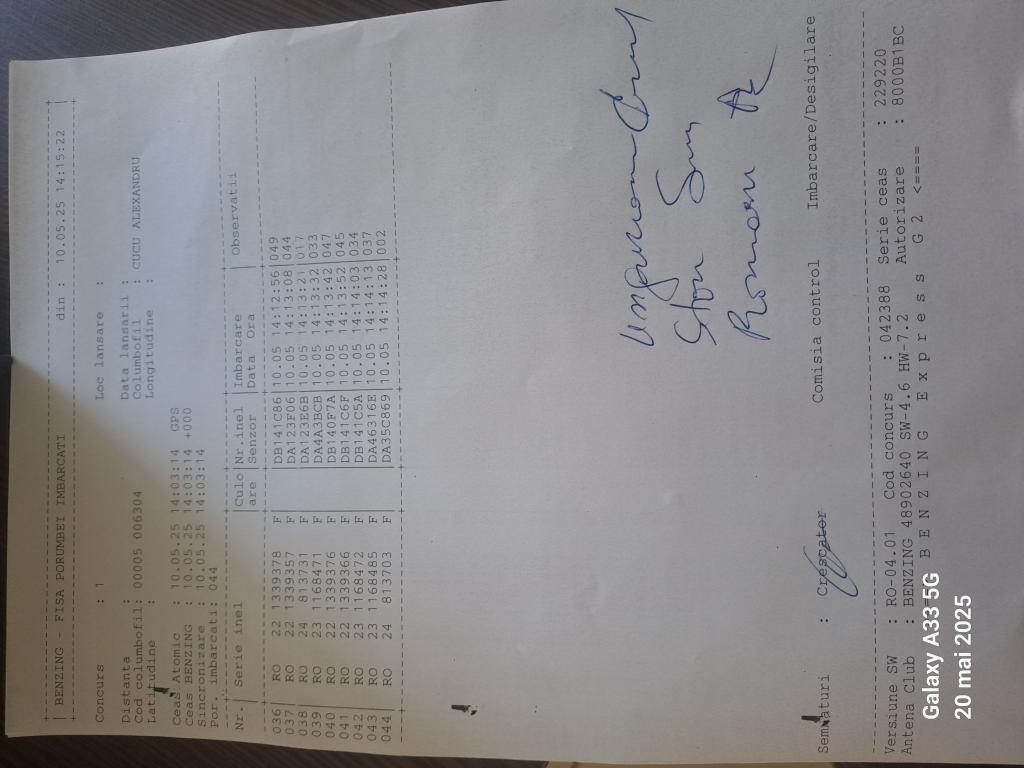 | BENZING - FISA PORUMBEI IMBARCATI din : 10.05.25 14:15:22 |
Concurs : 1 Loc lansare :
Distanta : Data lansarii :
Cod columbofil: 00005 006304 Columbofil : CUCU ALEXANDRU
Latitudine : Longitudine :
Ceas Atomic : 10.05.25 14:03:14 GPS
Ceas BENZING : 10.05.25 14:03:14 +000
Sincronizare : 10.05.25 14:03:14
Por. imbarcati: 044
Nr. Serie inel |Culo|Nr.inel |Imbarcare | Observatii
|are |Senzor |Data Ora |
036 | RO 22 1339378 F | |DB141C86|10.05 14:12:56|049
037 | RO 22 1339357 F | |DA123F06|10.05 14:13:08|044
038 | RO 24 813731 F | |DA123E6B|10.05 14:13:21|017
039 | RO 23 1168471 F | |DA4A3BCB|10.05 14:13:32|033
040 | RO 22 1339376 F | |DB140F7A|10.05 14:13:42|047
041 | RO 22 1339366 F | |DB141C6F|10.05 14:13:52|045
042 | RO 23 1168472 F | |DB141C5A|10.05 14:14:03|034
043 | RO 23 1168485 F | |DA46316E|10.05 14:14:13|037
044 | RO 24 813703 F | |DA35C869|10.05 14:14:28|002
Semnaturi : Crescator Comisia control Imbarcare/Desigilare
Versiune SW : RO-04.01 Cod concurs : 042388 Serie ceas : 229220
Antena Club : BENZING 48902640 SW-4.6 HW-7.2 Autorizare : 8000B1BC
B E N Z I N G E x p r e s s G 2 <====
Galaxy A33 5G
20 mai 2025